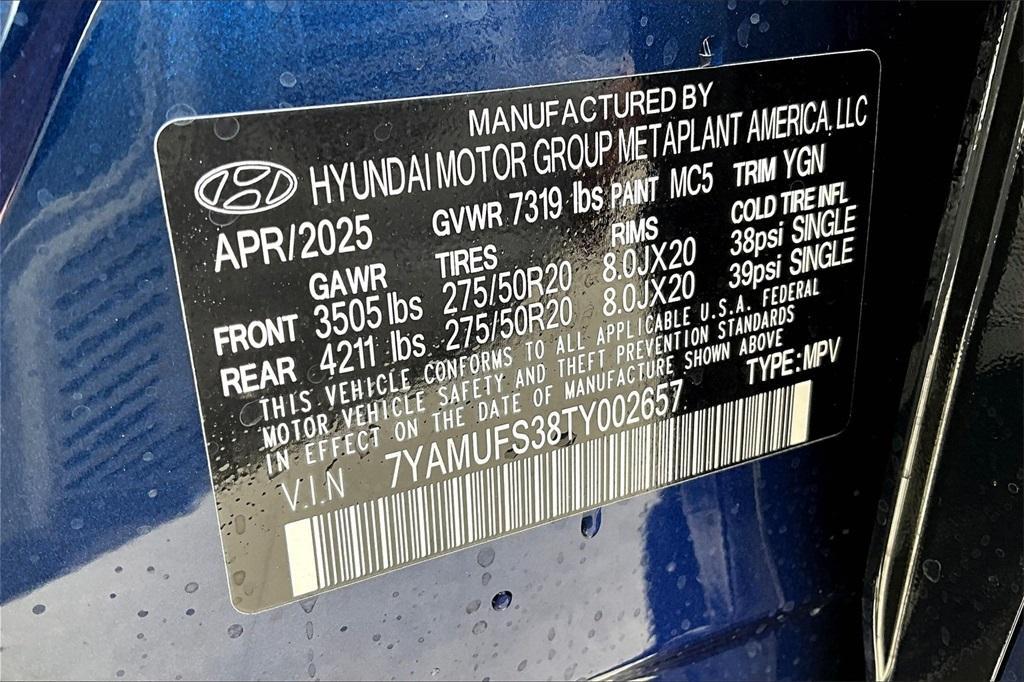 MANUFACTURED BY
HYUNDAI MOTOR GROUP METAPLANT AMERICA, LLC
APR/2025 GVWR 7319 lbs PAINT MC5 TRIM YGN
GAWR TIRES RIMS COLD TIRE INFL
FRONT 3505 lbs 275/50R20 8.0JX20 38psi SINGLE
REAR 4211 lbs 275/50R20 8.0JX20 39psi SINGLE
THIS VEHICLE CONFORMS TO ALL APPLICABLE U.S.A. FEDERAL
MOTOR VEHICLE SAFETY AND THEFT PREVENTION STANDARDS
IN EFFECT ON THE DATE OF MANUFACTURE SHOWN ABOVE
V.I.N 7YAMUFS38TY002657 TYPE:MPV